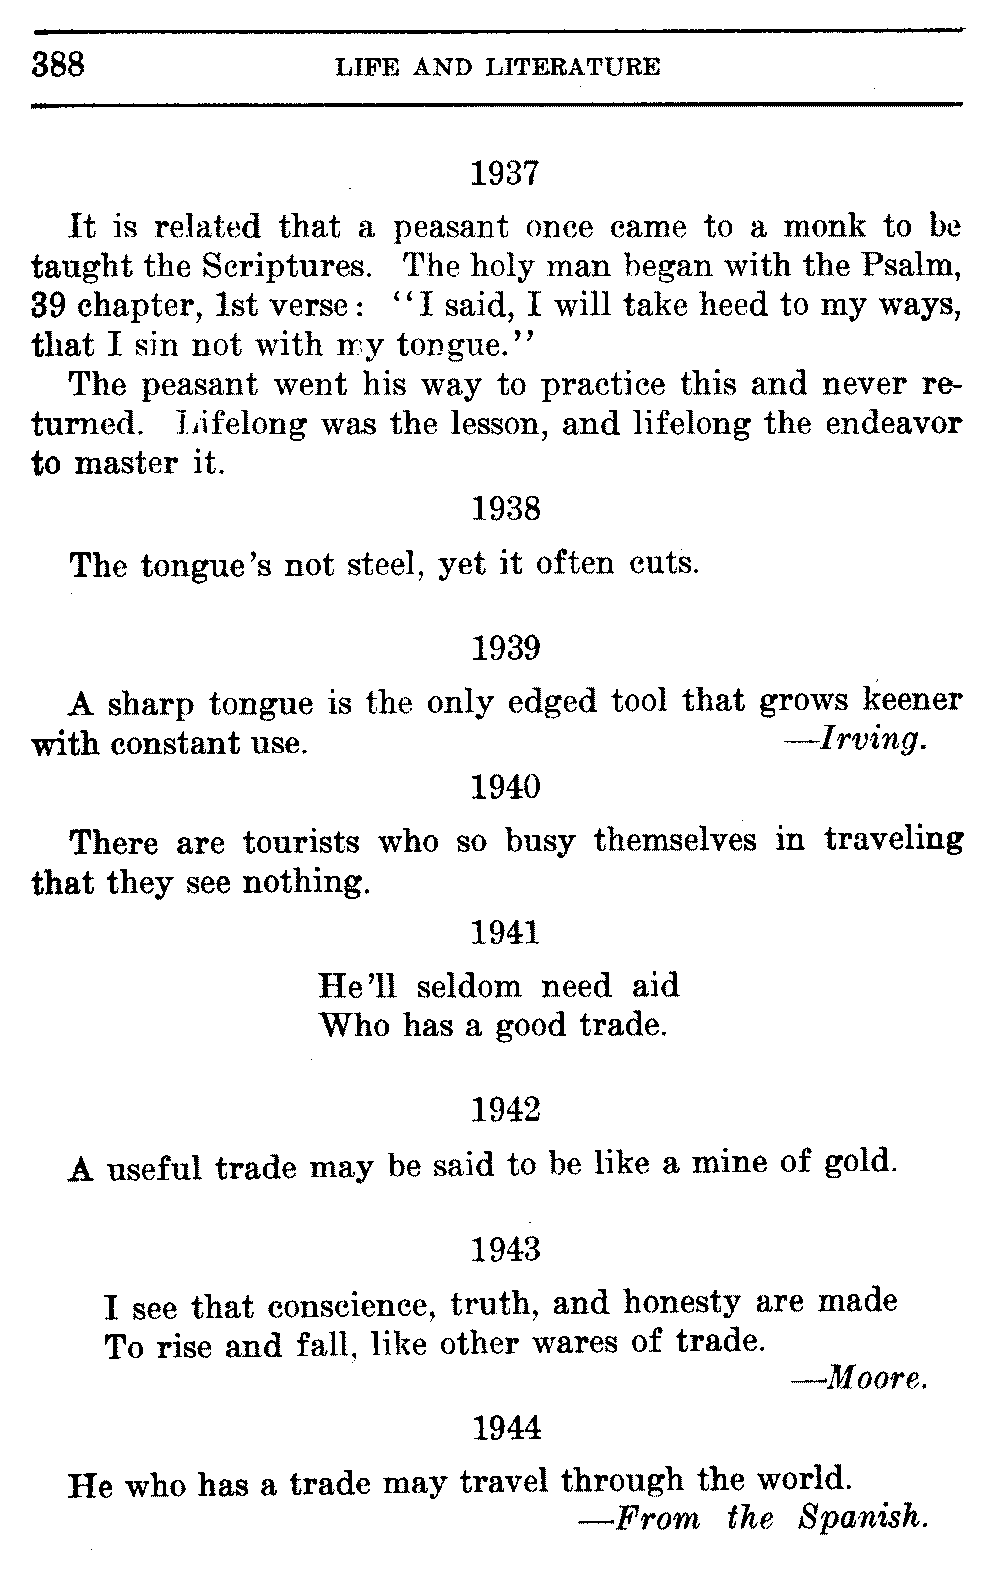 388 LIFE AND LITERATURE
1937
It is related that a peasant once came to a monk to be
taught the Scriptures. The holy man began with the Psalm,
39 chapter, 1st verse: "I said, I will take heed to my ways,
that I sin not with my tongue."
The peasant went his way to practice this and never re-
turned. Lifelong was the lesson, and lifelong the endeavor
to master it.
1938
The tongue's not steel, yet it often cuts.
1939
A sharp tongue is the only edged tool that grows keener
with constant use. —Irving.
1940
There are tourists who so busy themselves in traveling
that they see nothing.
1941
He'll seldom need aid
Who has a good trade.
1942
A useful trade may be said to be like a mine of gold.
1943
I see that conscience, truth, and honesty are made
To rise and fall, like other wares of trade.
—Moore.
1944
He who has a trade may travel through the world.
—From the Spanish.